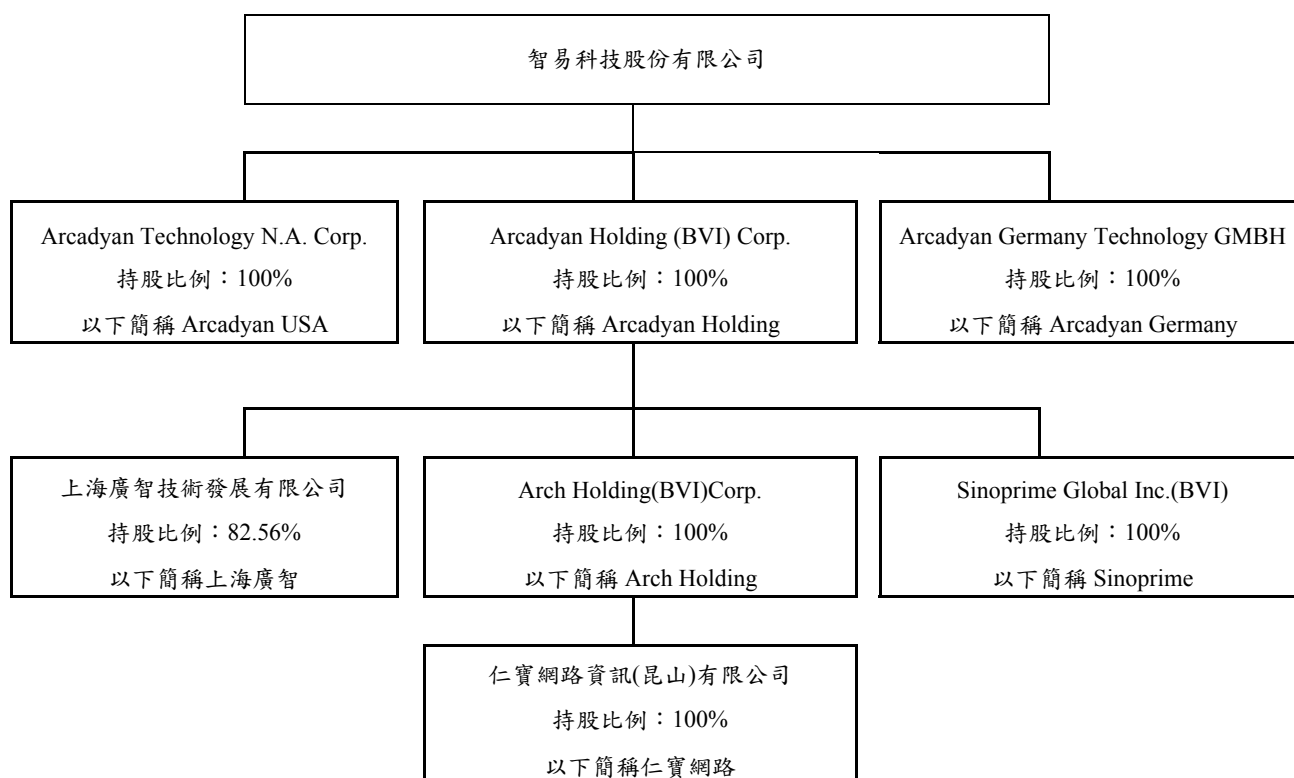 智易科技股份有限公司
Arcadyan Technology N.A. Corp.
持股比例：100%
以下簡稱 Arcadyan USA
Arcadyan Holding (BVI) Corp.
持股比例：100%
以下簡稱 Arcadyan Holding
Arcadyan Germany Technology GMBH
持股比例：100%
以下簡稱 Arcadyan Germany
上海廣智技術發展有限公司
持股比例：82.56%
以下簡稱上海廣智
Arch Holding(BVI)Corp.
持股比例：100%
以下簡稱 Arch Holding
Sinoprime Global Inc.(BVI)
持股比例：100%
以下簡稱 Sinoprime
仁寶網路資訊(昆山)有限公司
持股比例：100%
以下簡稱仁寶網路